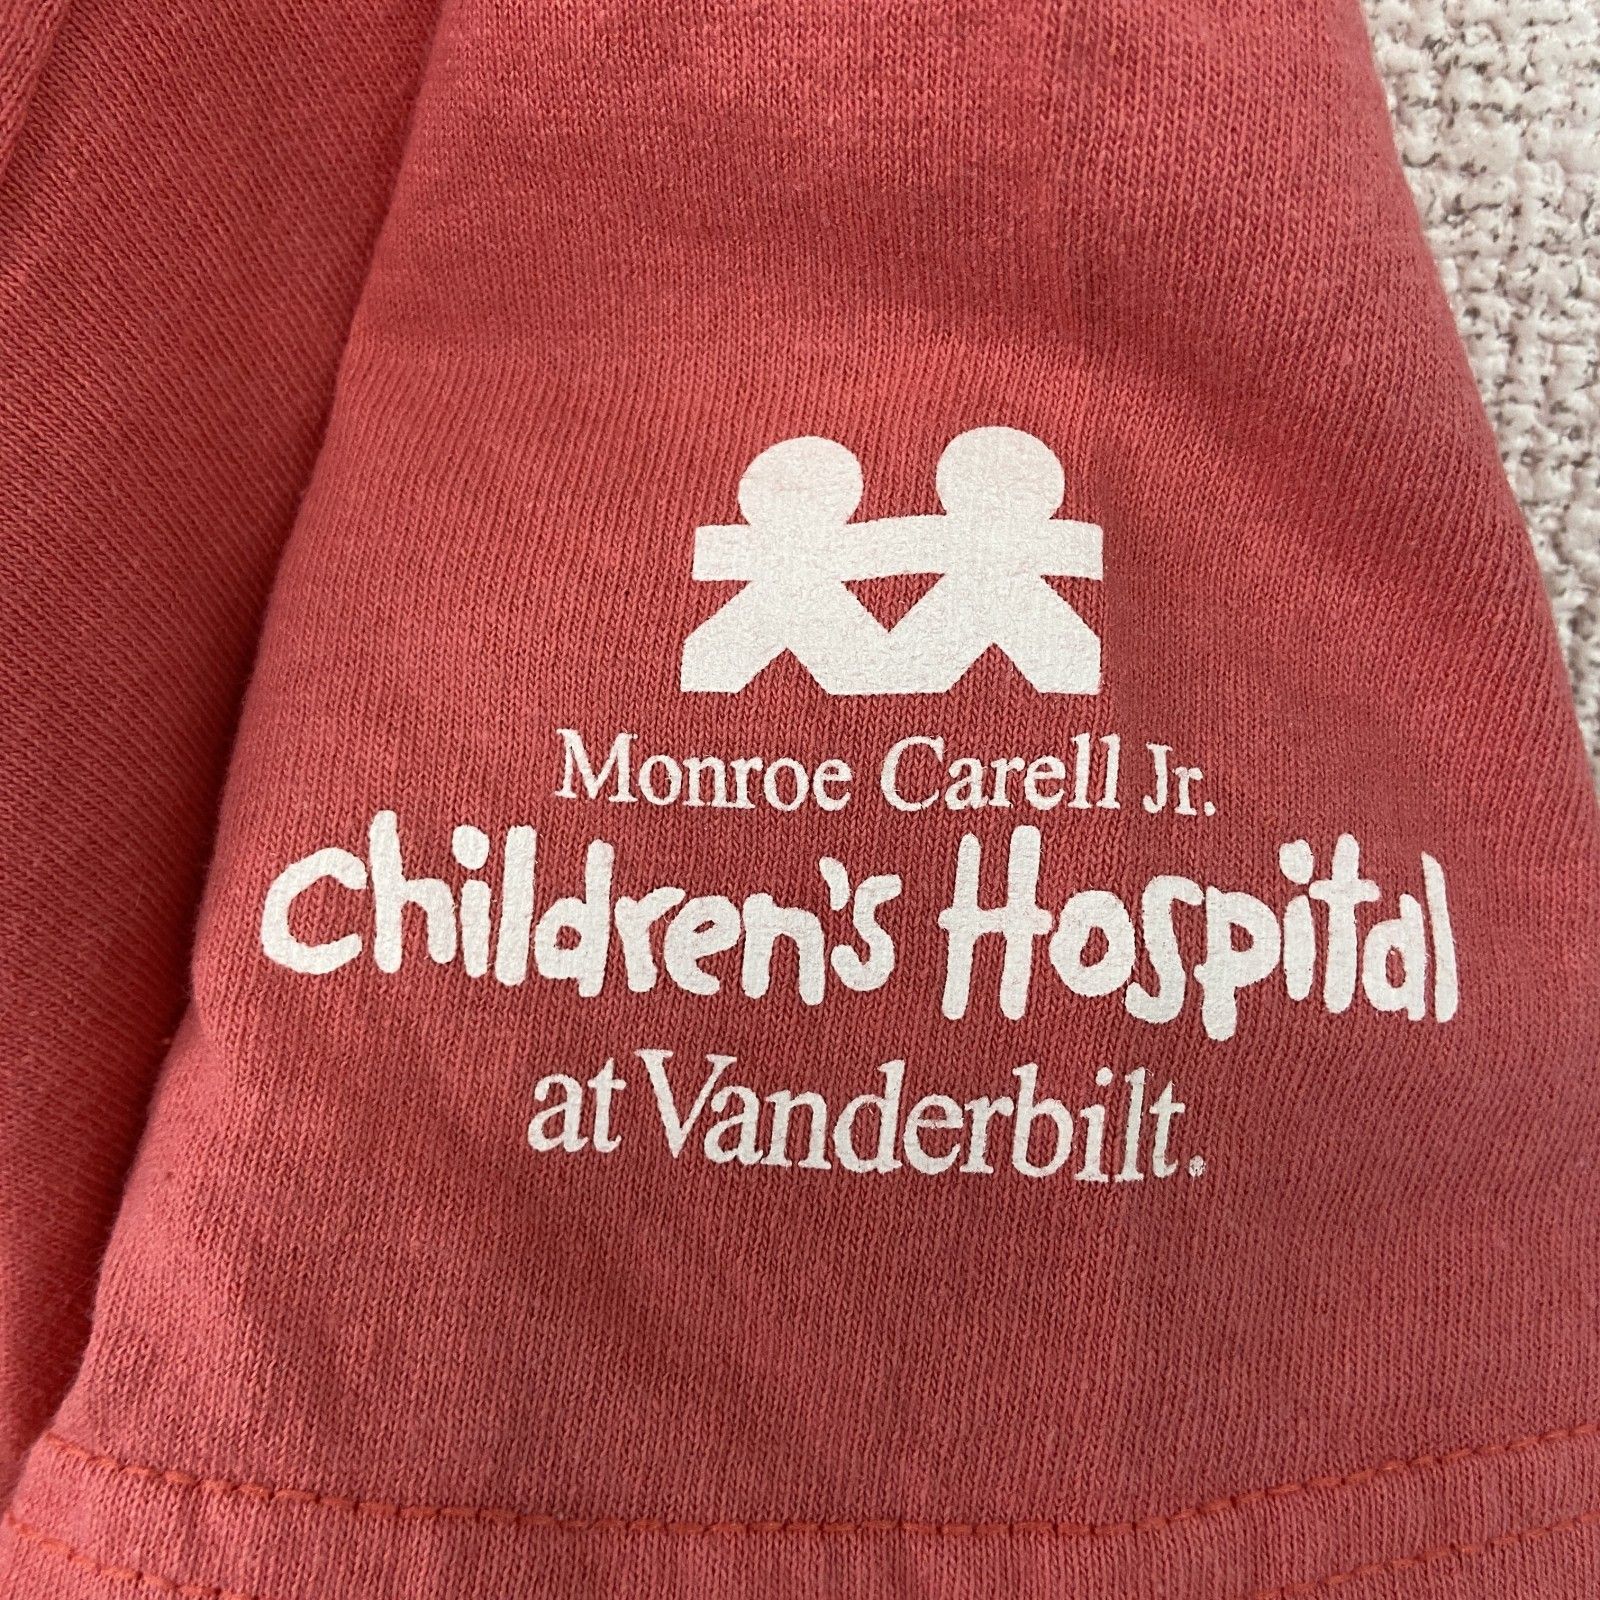 Monroe Carell Jr.
Children's Hospital
at Vanderbilt.